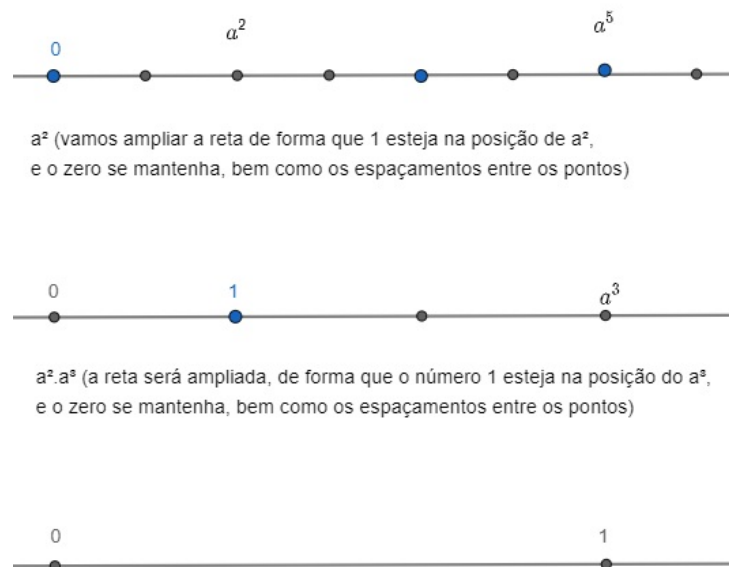 0 a² a⁵
a² (vamos ampliar a reta de forma que 1 esteja na posição de a²,
e o zero se mantenha, bem como os espaçamentos entre os pontos)
0 1 a³
a².a³ (a reta será ampliada, de forma que o número 1 esteja na posição do a³,
e o zero se mantenha, bem como os espaçamentos entre os pontos)
0 1